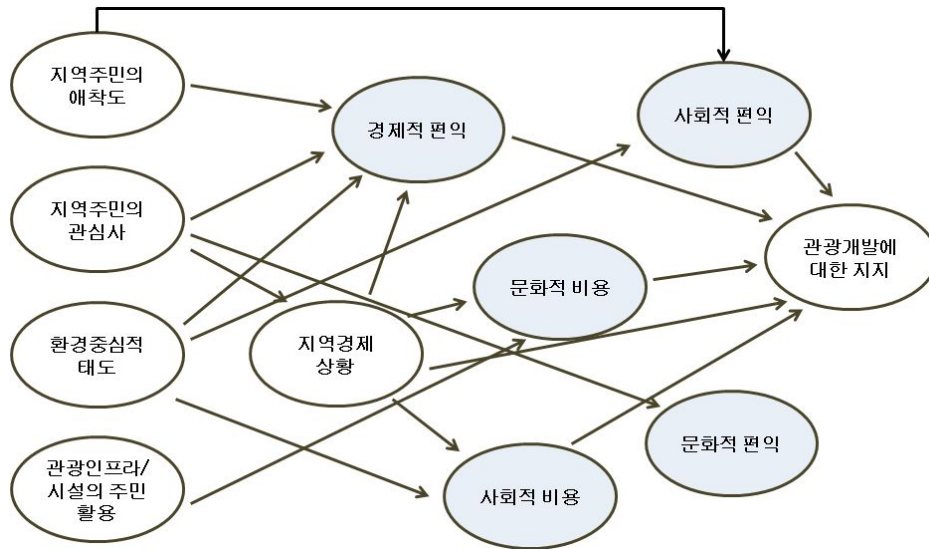 지역주민의
애착도
경제적 편익
사회적 편익
지역주민의
관심사
관광개발에
대한 지지
문화적 비용
환경중심적
태도
지역경제
상황
문화적 편익
관광인프라/
시설의 주민
활용
사회적 비용